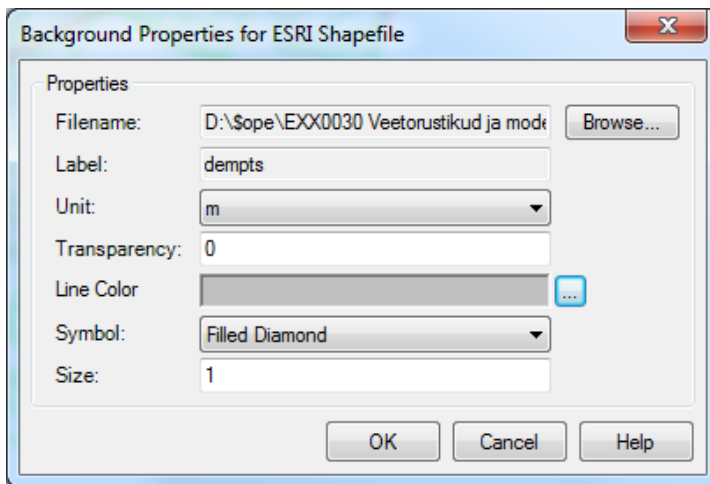 Background Properties for ESRI Shapefile
Properties
Filename: D:\$ope\EXX0030 Veetorustikud ja mode Browse...
Label: dempts
Unit: m
Transparency: 0
Line Color ...
Symbol: Filled Diamond
Size: 1
OK Cancel Help